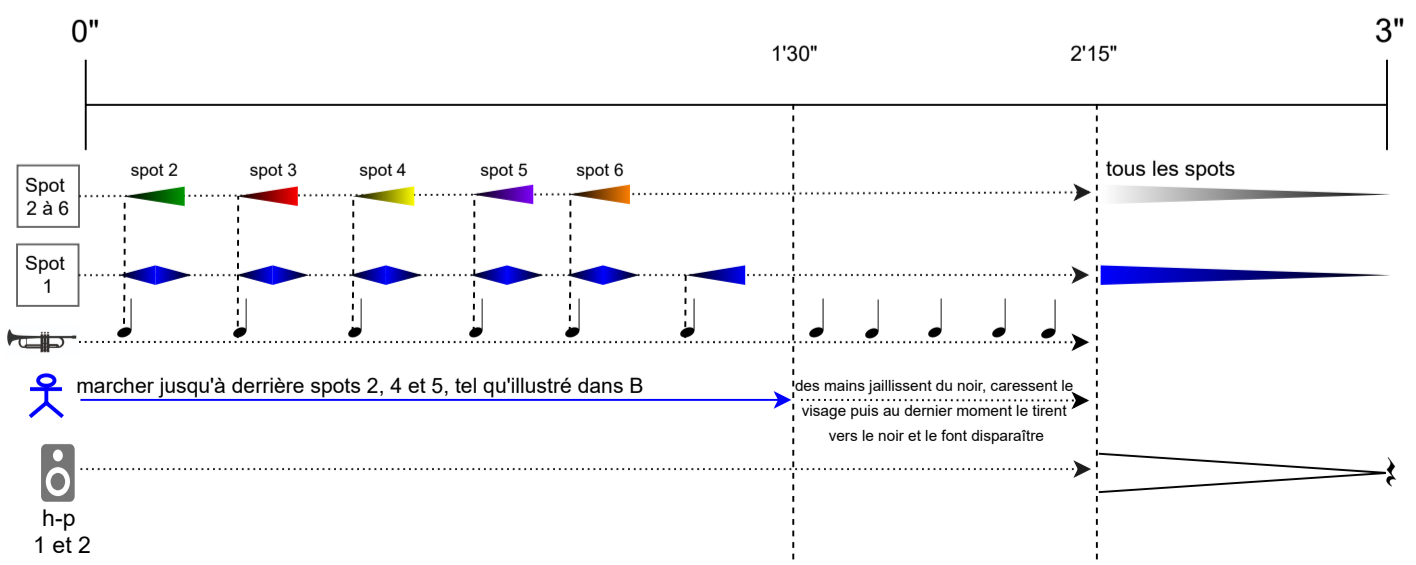 0"
3"
1'30"
2'15"
spot 2
spot 3
spot 4
spot 5
spot 6
tous les spots
Spot
2 à 6
Spot
1
marcher jusqu'à derrière spots 2, 4 et 5, tel qu'illustré dans B
des mains jaillissent du noir, caressent le
visage puis au dernier moment le tirent
vers le noir et le font disparaître
h-p
1 et 2